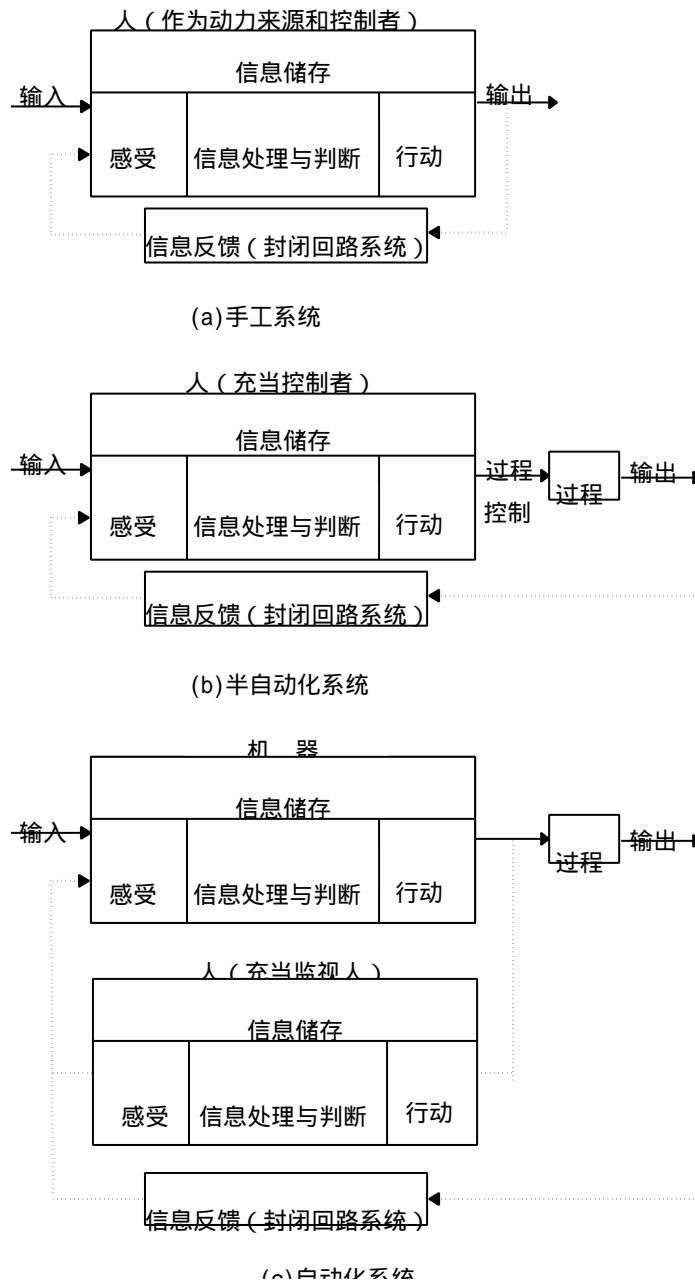 人（作为动力来源和控制者）
信息储存
输入
输出
感受 信息处理与判断 行动
信息反馈（封闭回路系统）
(a)手工系统
人（充当控制者）
信息储存
输入
过程
控制
过程
输出
感受 信息处理与判断 行动
信息反馈（封闭回路系统）
(b)半自动化系统
机 器
信息储存
输入
过程
输出
感受 信息处理与判断 行动
人（充当监视人）
信息储存
感受 信息处理与判断 行动
信息反馈（封闭回路系统）
(c)自动化系统